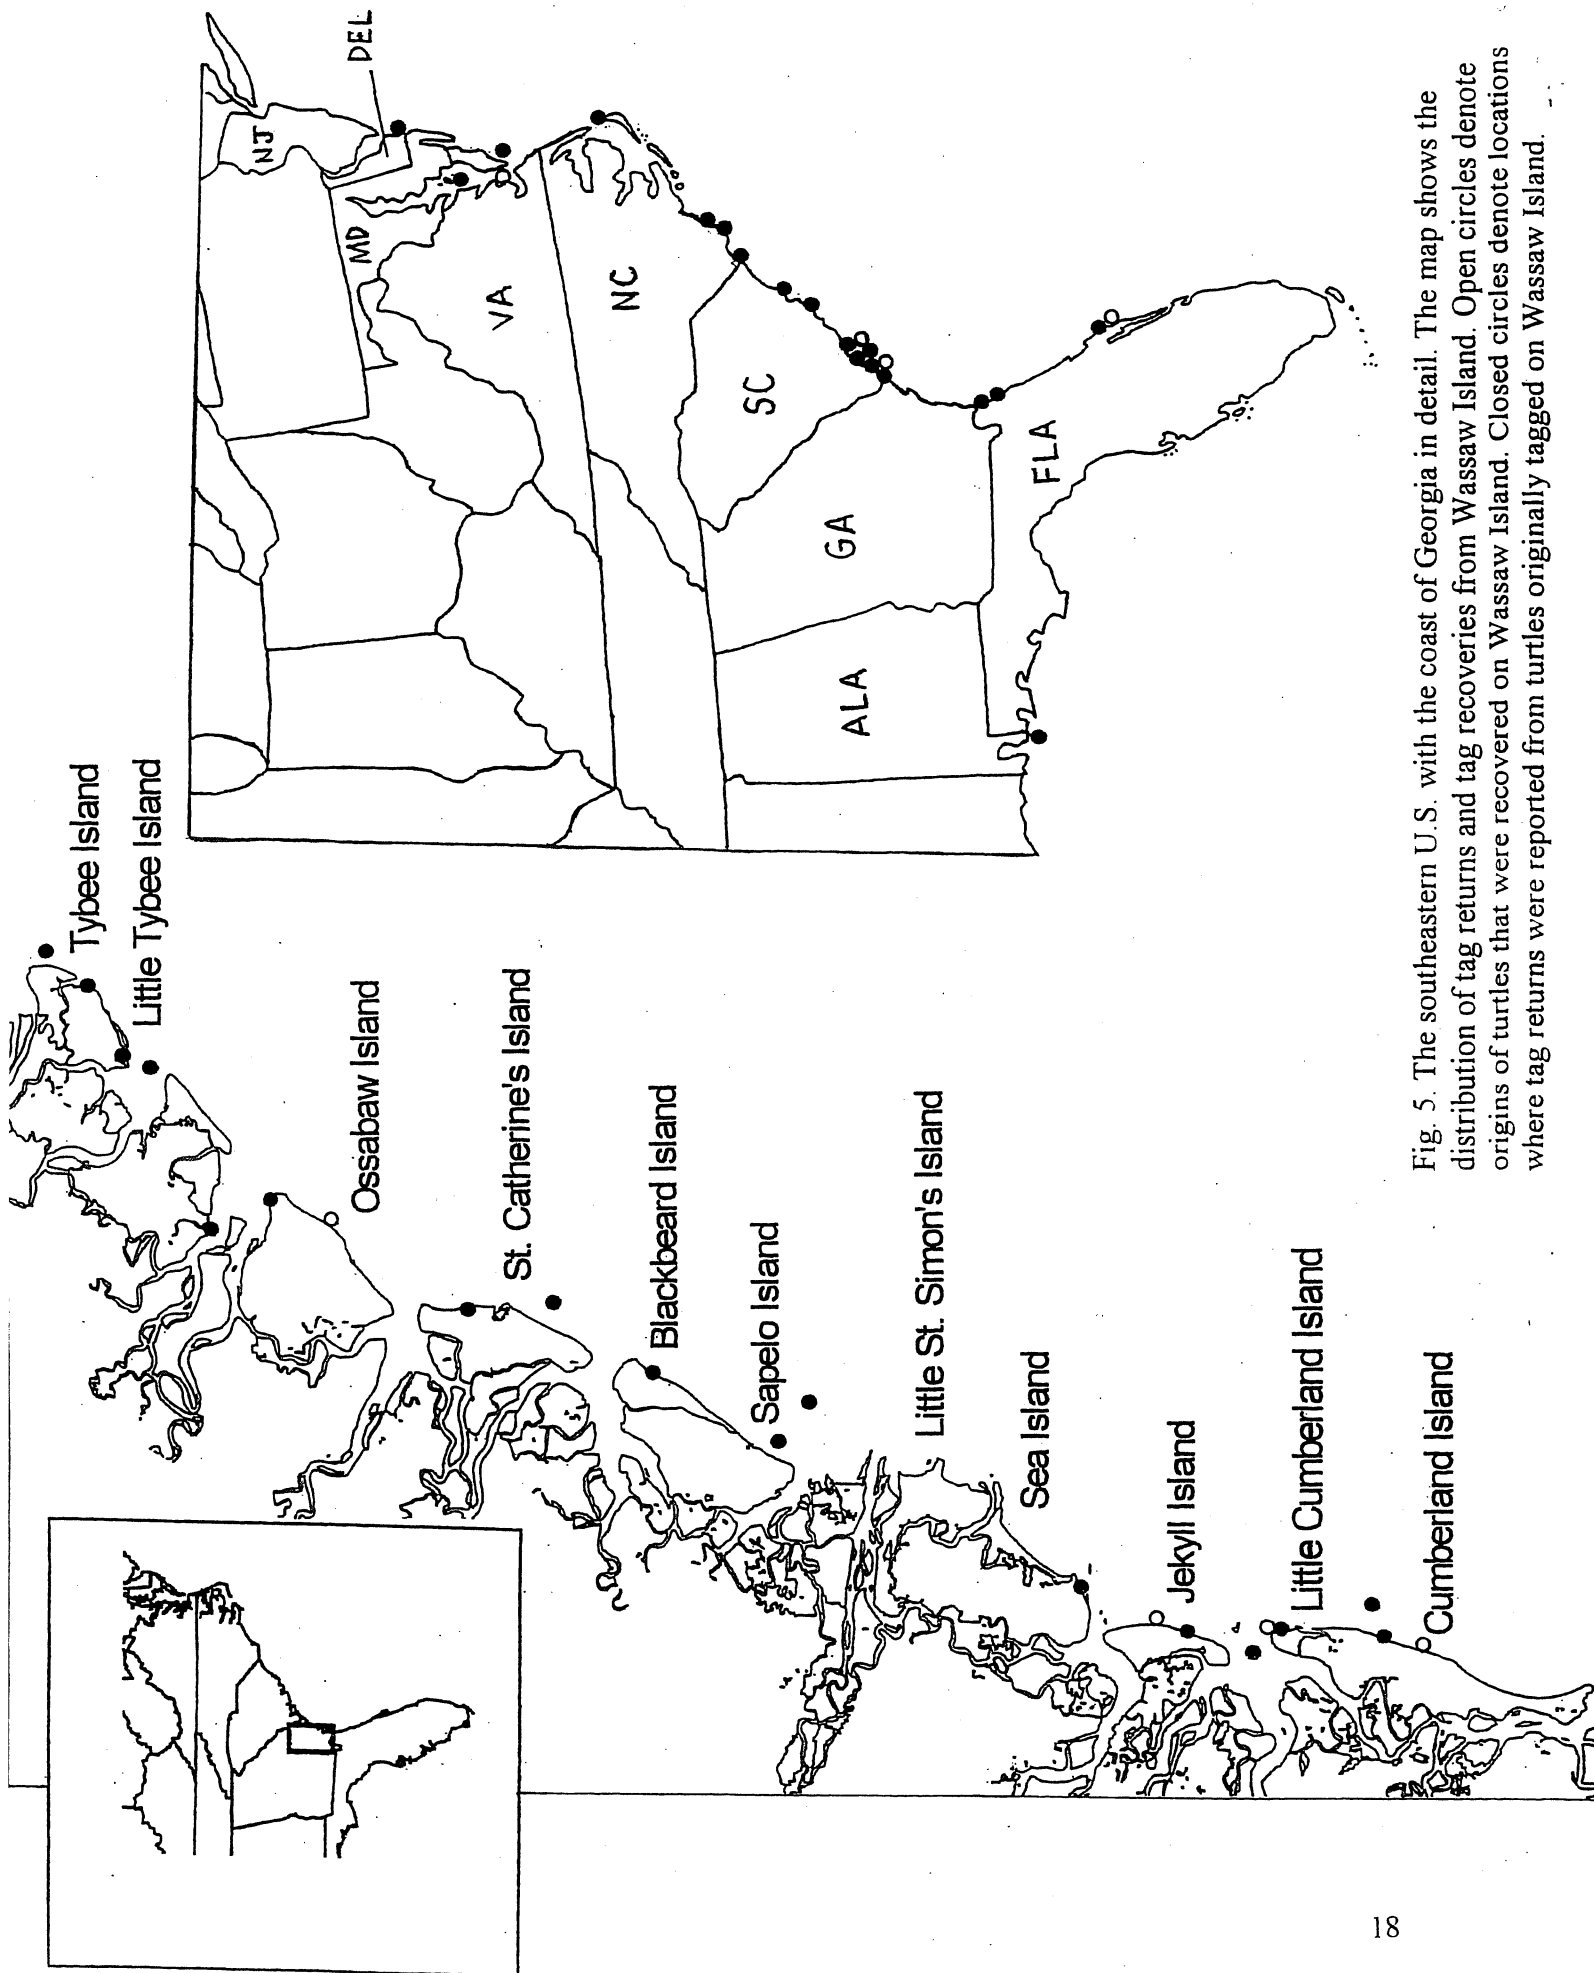 Tybee Island
Little Tybee Island
Ossabaw Island
St. Catherine's Island
Blackbeard Island
Sapelo Island
Little St. Simon's Island
Sea Island
Jekyll Island
Little Cumberland Island
Cumberland Island
DEL
NJ
MD
VA
NC
SC
GA
ALA
FLA
Fig. 5. The southeastern U.S. with the coast of Georgia in detail. The map shows the
distribution of tag returns and tag recoveries from Wassaw Island. Open circles denote
origins of turtles that were recovered on Wassaw Island. Closed circles denote locations
where tag returns were reported from turtles originally tagged on Wassaw Island.
18